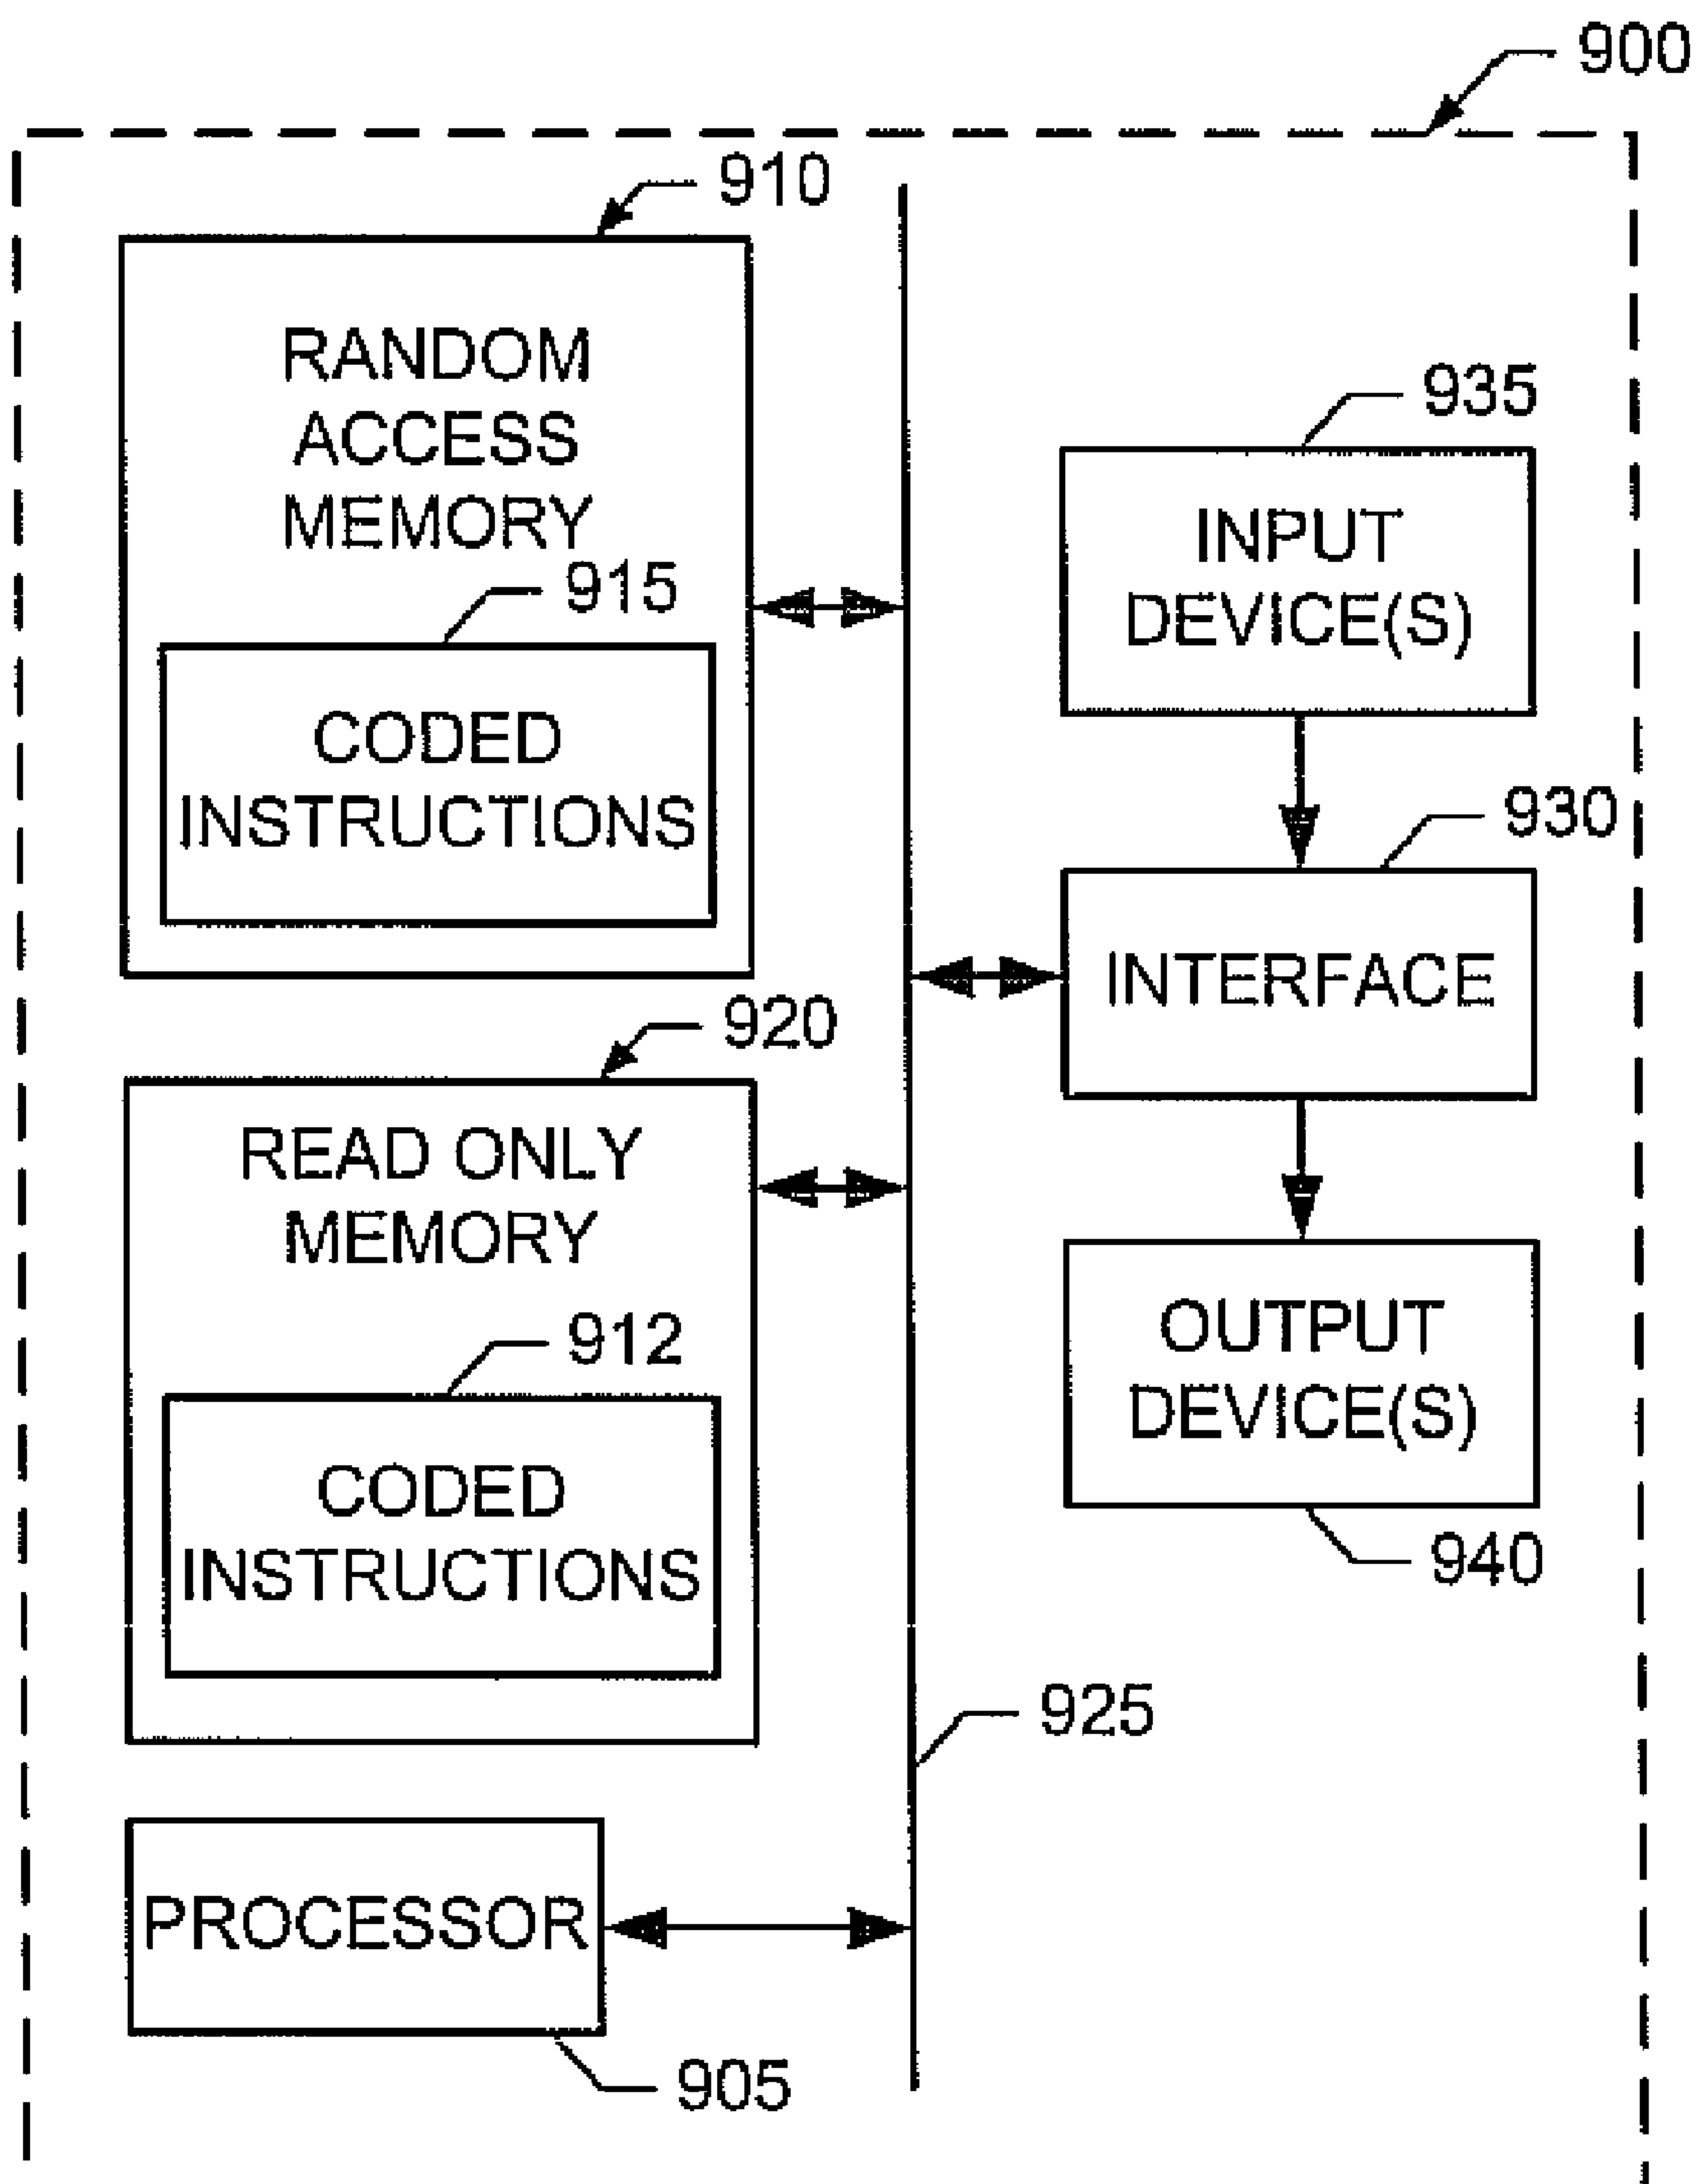 900
910
RANDOM
ACCESS
MEMORY
915
CODED
INSTRUCTIONS
920
READ ONLY
MEMORY
912
CODED
INSTRUCTIONS
PROCESSOR
905
925
935
INPUT
DEVICE(S)
930
INTERFACE
OUTPUT
DEVICE(S)
940